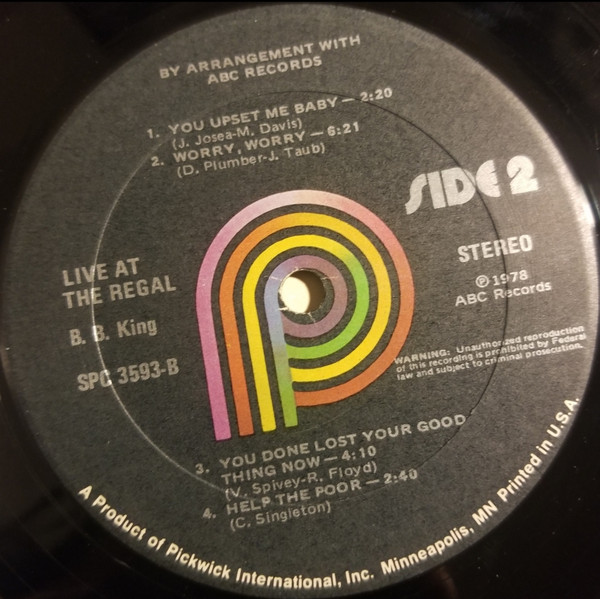 BY ARRANGEMENT WITH
ABC RECORDS
1. YOU UPSET ME BABY – 2:20
(J. Josea-M. Davis)
2. WORRY, WORRY – 6:21
(D. Plumber-J. Taub)
SIDE 2
LIVE AT
THE REGAL
B. B. King
SPC 3593-B
STEREO
℗ 1978
ABC Records
WARNING: Unauthorized reproduction
of this recording is prohibited by Federal
law and subject to criminal prosecution.
3. YOU DONE LOST YOUR GOOD
THING NOW – 4:10
(V. Spivey-R. Floyd)
4. HELP THE POOR – 2:40
(C. Singleton)
A Product of Pickwick International, Inc. Minneapolis, MN Printed in U.S.A.